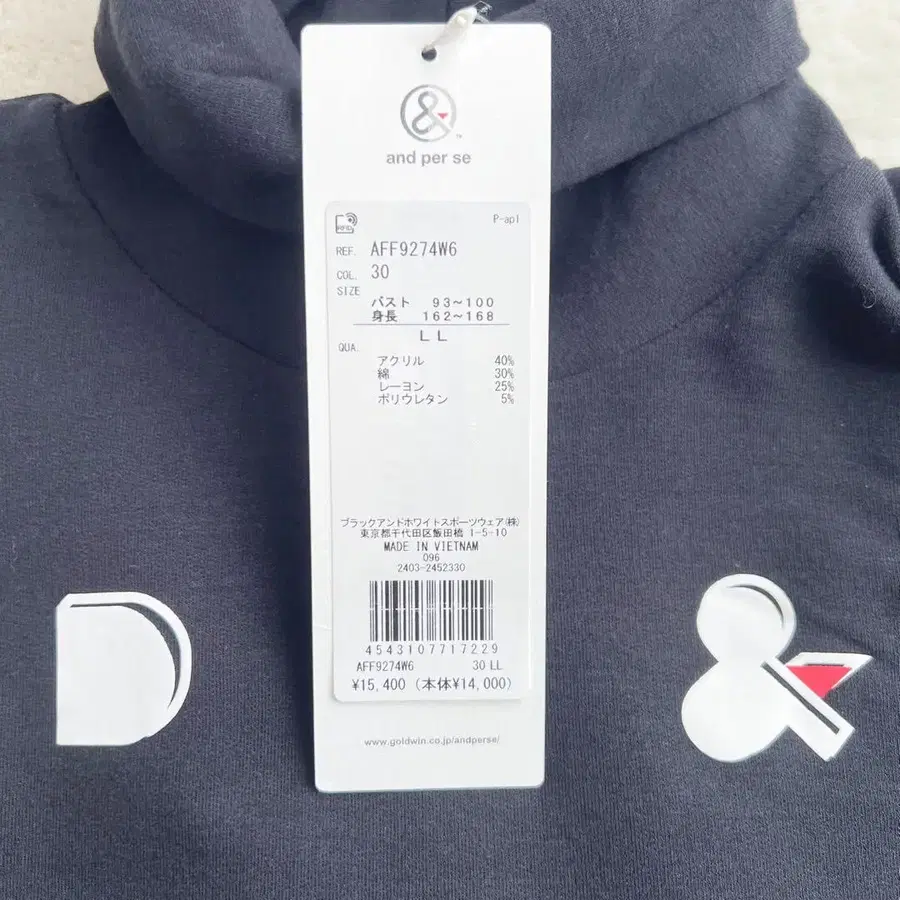 &
and per se
RFID
P-apl
REF. AFF9274W6
COL. 30
SIZE
バスト 93~100
身長 162~168
LL
QUA.
アクリル 40%
綿 30%
レーヨン 25%
ポリウレタン 5%
ブラックアンドホワイトスポーツウェア(株)
東京都千代田区飯田橋 1-5-10
MADE IN VIETNAM
096
2403-2452330
4543107717229
AFF9274W6 30 LL
¥15,400 (本体¥14,000)
www.goldwin.co.jp/andperse/
D &